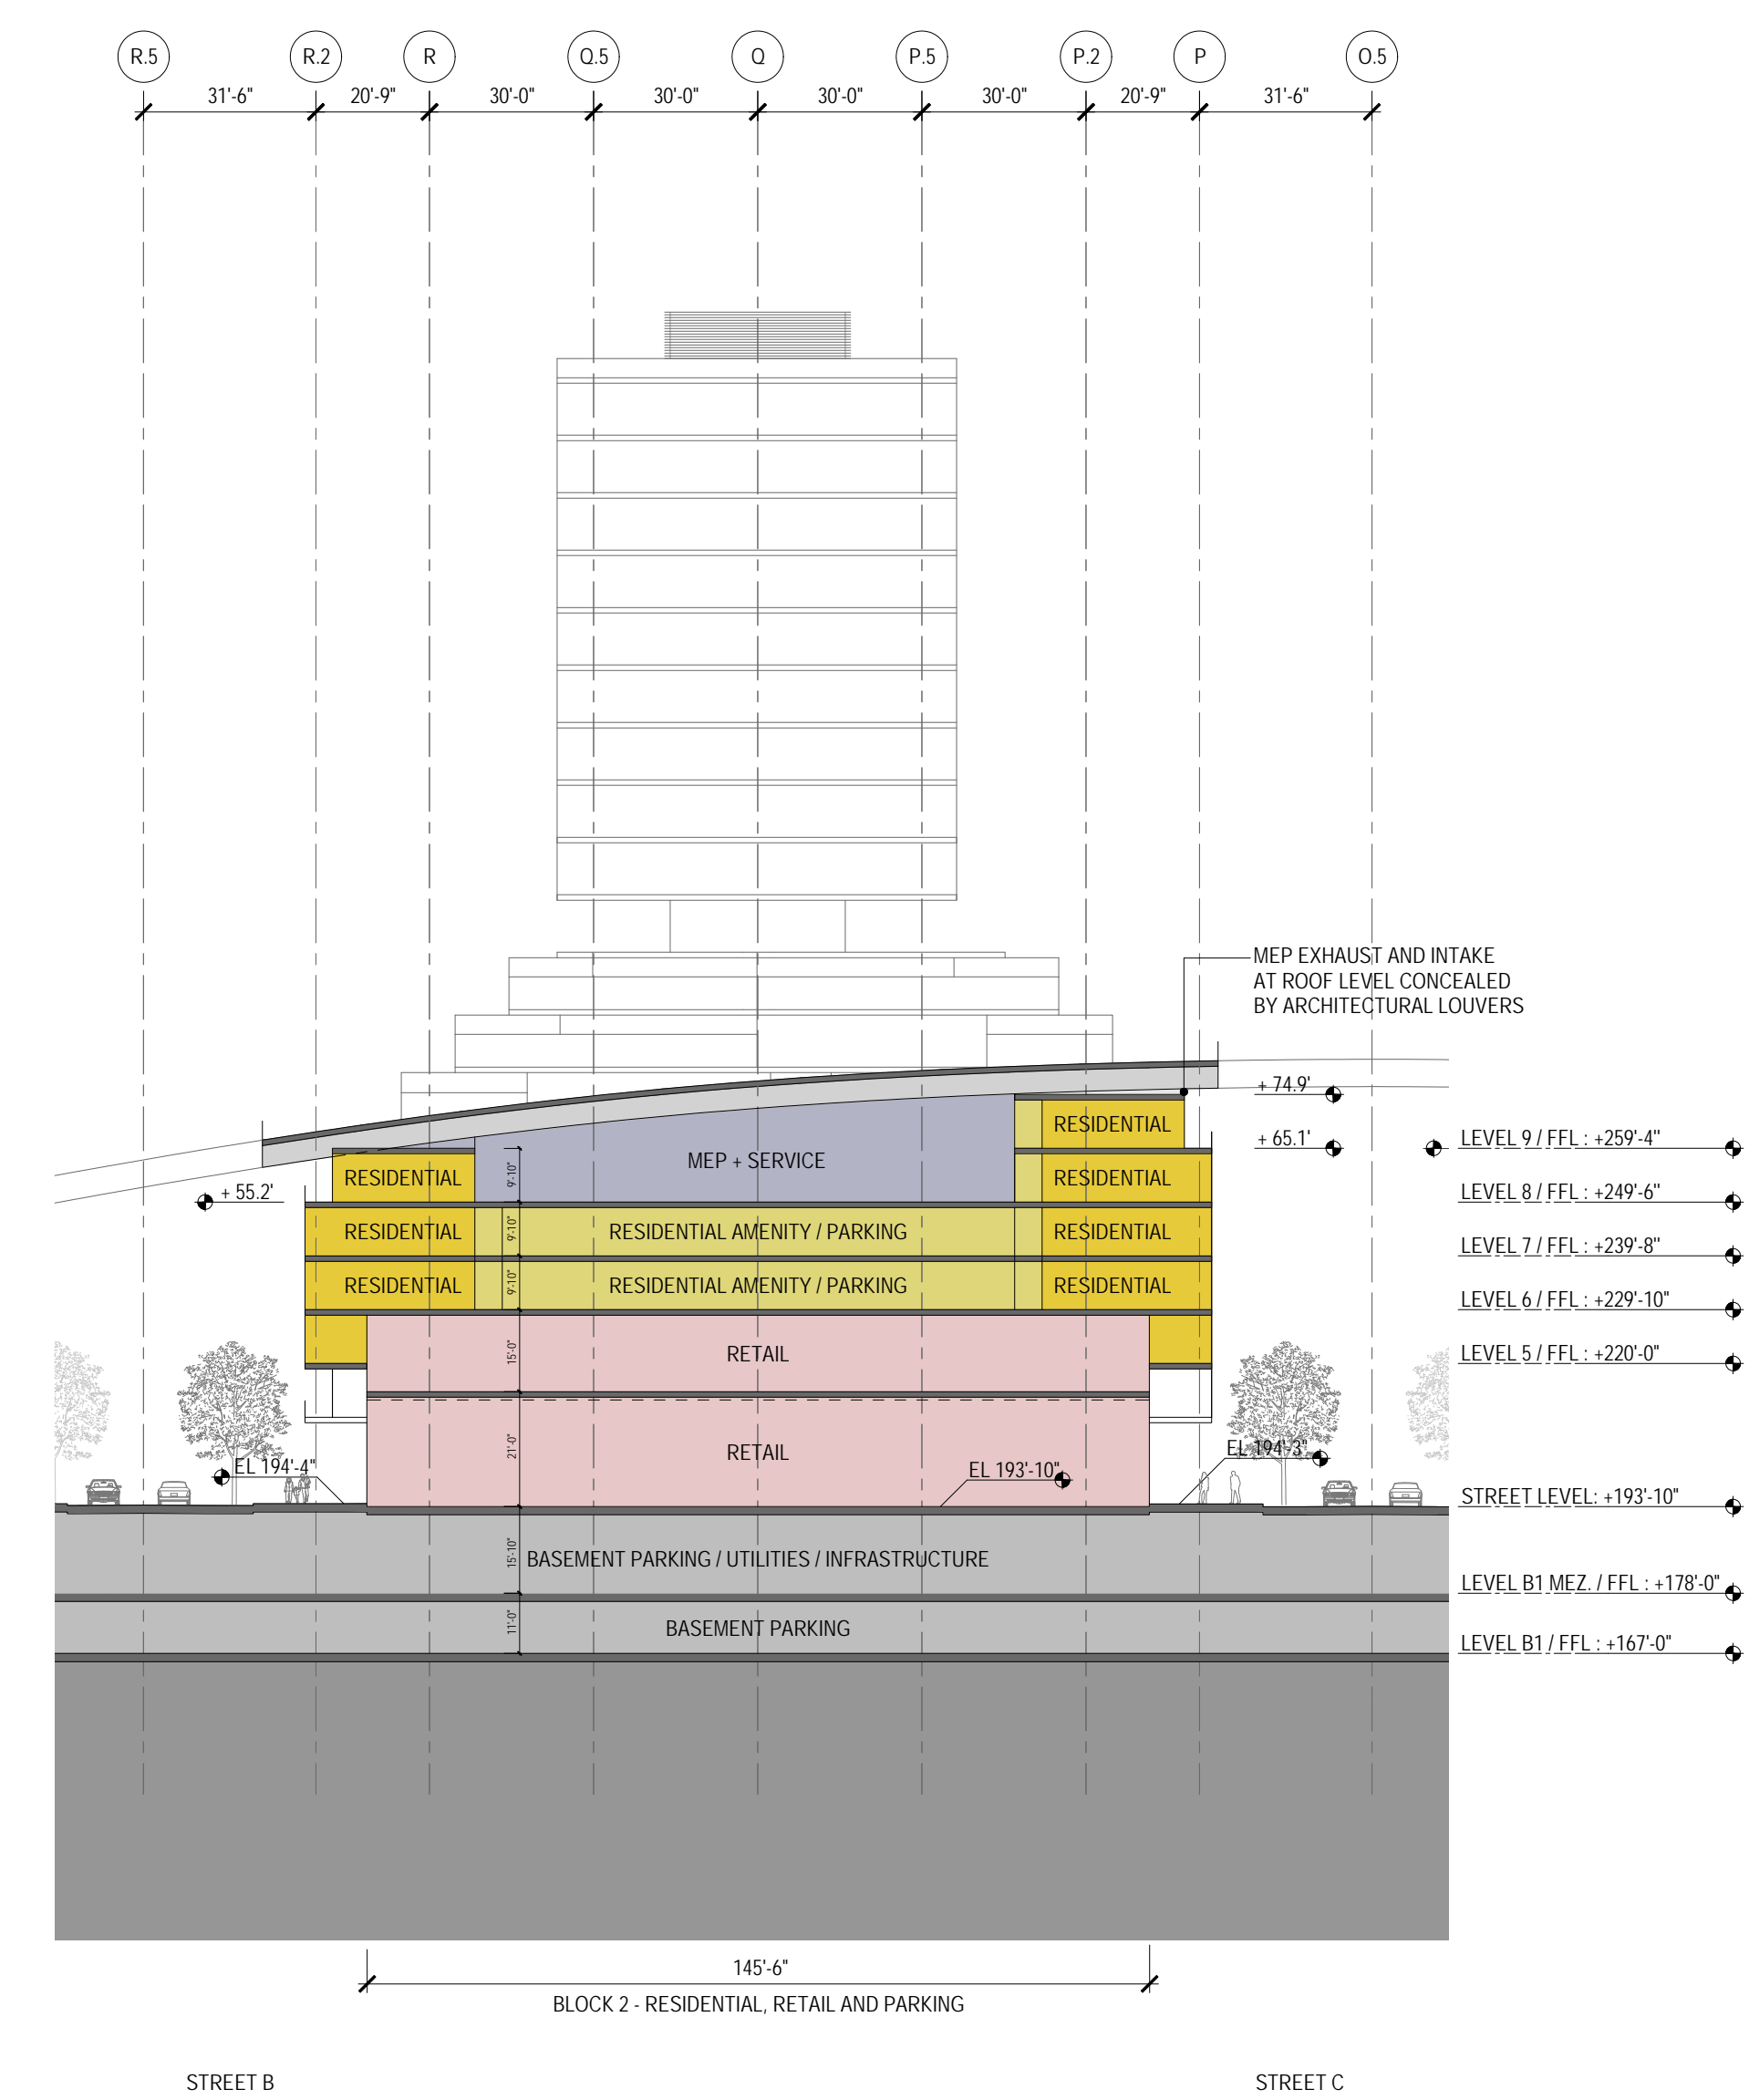 R.5 R.2 R Q.5 Q P.5 P.2 P O.5
31'-6" 20'-9" 30'-0" 30'-0" 30'-0" 30'-0" 20'-9" 31'-6"
MEP EXHAUST AND INTAKE
AT ROOF LEVEL CONCEALED
BY ARCHITECTURAL LOUVERS
+ 74.9'
RESIDENTIAL
+ 65.1'
LEVEL 9 / FFL : +259'-4"
MEP + SERVICE
9'-10"
RESIDENTIAL
RESIDENTIAL
+ 55.2'
LEVEL 8 / FFL : +249'-6"
RESIDENTIAL
9'-10"
RESIDENTIAL AMENITY / PARKING
RESIDENTIAL
LEVEL 7 / FFL : +239'-8"
RESIDENTIAL
9'-10"
RESIDENTIAL AMENITY / PARKING
RESIDENTIAL
LEVEL 6 / FFL : +229'-10"
15'-0"
RETAIL
LEVEL 5 / FFL : +220'-0"
21'-0"
RETAIL
EL 194'-4"
EL 193'-10"
EL 194'-3"
STREET LEVEL: +193'-10"
15'-10"
BASEMENT PARKING / UTILITIES / INFRASTRUCTURE
LEVEL B1 MEZ. / FFL : +178'-0"
11'-0"
BASEMENT PARKING
LEVEL B1 / FFL : +167'-0"
145'-6"
BLOCK 2 - RESIDENTIAL, RETAIL AND PARKING
STREET B
STREET C